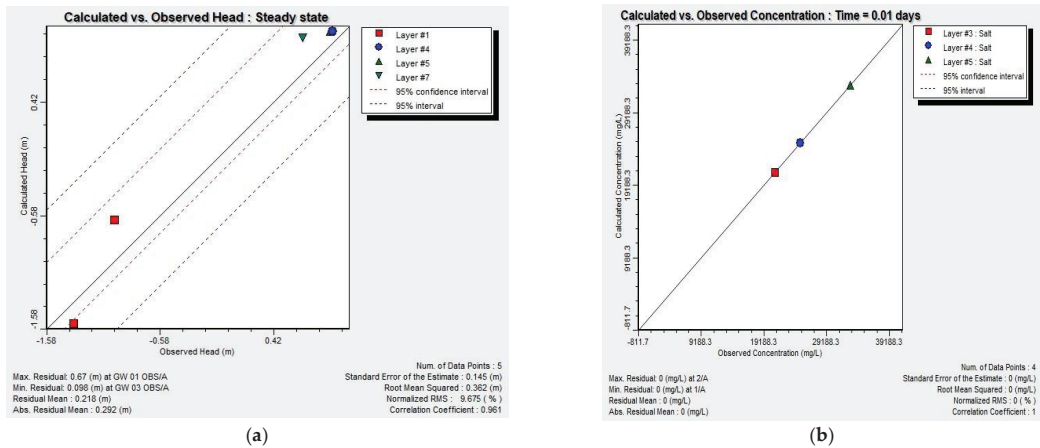 Calculated vs. Observed Head : Steady state
Layer #1
Layer #4
Layer #5
Layer #7
95% confidence interval
95% interval
Calculated Head (m)
0.42
-0.58
-1.58
-1.58 -0.58 0.42
Observed Head (m)
Num. of Data Points : 5
Max. Residual: 0.67 (m) at GW 01 OBS/A Standard Error of the Estimate : 0.145 (m)
Min. Residual: 0.098 (m) at GW 03 OBS/A Root Mean Squared : 0.362 (m)
Residual Mean : 0.218 (m) Normalized RMS : 9.675 ( % )
Abs. Residual Mean : 0.292 (m) Correlation Coefficient : 0.961
(a)
Calculated vs. Observed Concentration : Time = 0.01 days
Layer #3 : Salt
Layer #4 : Salt
Layer #5 : Salt
95% confidence interval
95% interval
Calculated Concentration (mg/L)
39188.3
29188.3
19188.3
9188.3
-811.7
-811.7 9188.3 19188.3 29188.3 39188.3
Observed Concentration (mg/L)
Num. of Data Points : 4
Max. Residual: 0 (mg/L) at 2/A Standard Error of the Estimate : 0 (mg/L)
Min. Residual: 0 (mg/L) at 1/A Root Mean Squared : 0 (mg/L)
Residual Mean : 0 (mg/L) Normalized RMS : 0 ( % )
Abs. Residual Mean : 0 (mg/L) Correlation Coefficient : 1
(b)